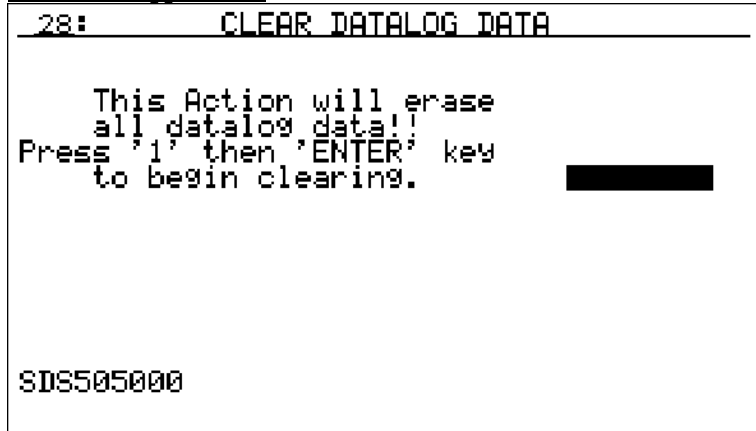 28: CLEAR DATALOG DATA
This Action will erase
all datalog data!!
Press '1' then 'ENTER' key
to begin clearing.
SDS505000